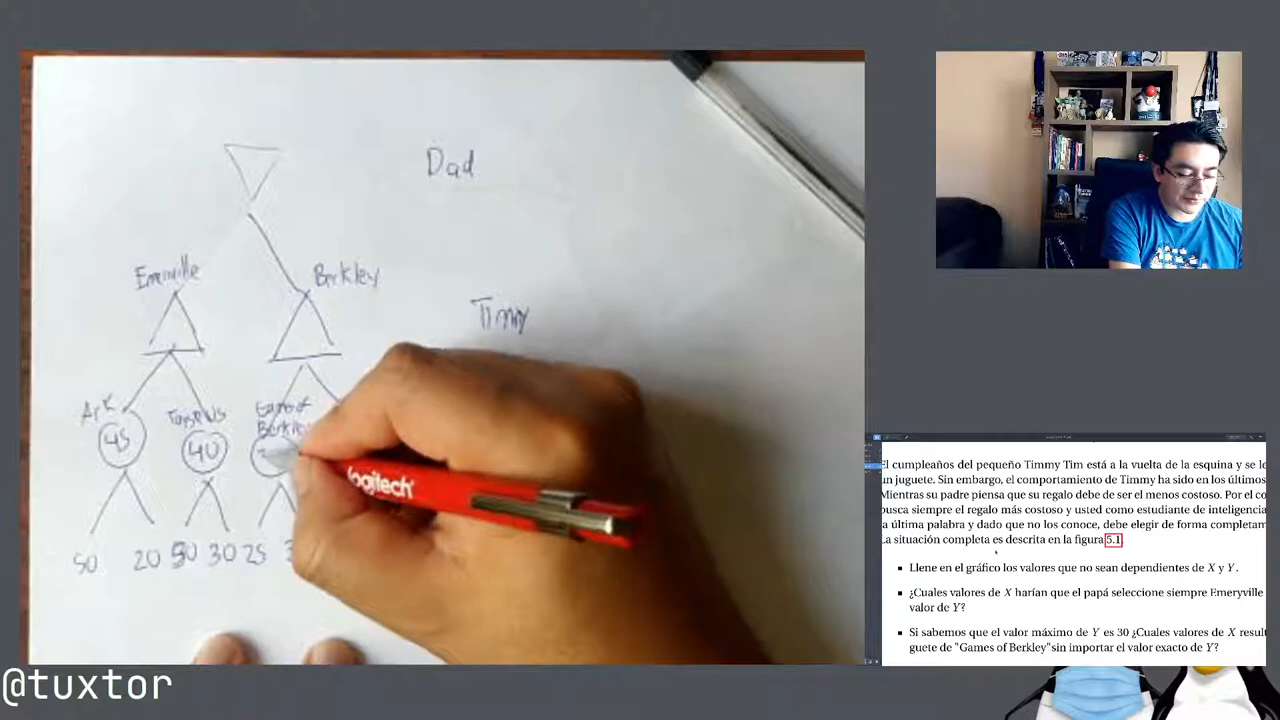 Dad
Emeryville
Berkley
Timmy
Ark
45
40
Games of
Berkley
50
20
50
30
25
logitech
El cumpleaños del pequeño Timmy Tim está a la vuelta de la esquina y se le
un juguete. Sin embargo, el comportamiento de Timmy ha sido en los últimos
Mientras su padre piensa que su regalo debe de ser el menos costoso. Por el co
busca siempre el regalo más costoso y usted como estudiante de inteligencia
a última palabra y dado que no los conoce, debe elegir de forma completam
La situación completa es descrita en la figura 5.1.
Llene en el gráfico los valores que no sean dependientes de X y Y.
¿Cuales valores de X harían que el papá seleccione siempre Emeryville
valor de Y?
Si sabemos que el valor máximo de Y es 30 ¿Cuales valores de X result
guete de "Games of Berkley"sin importar el valor exacto de Y?
@tuxtor